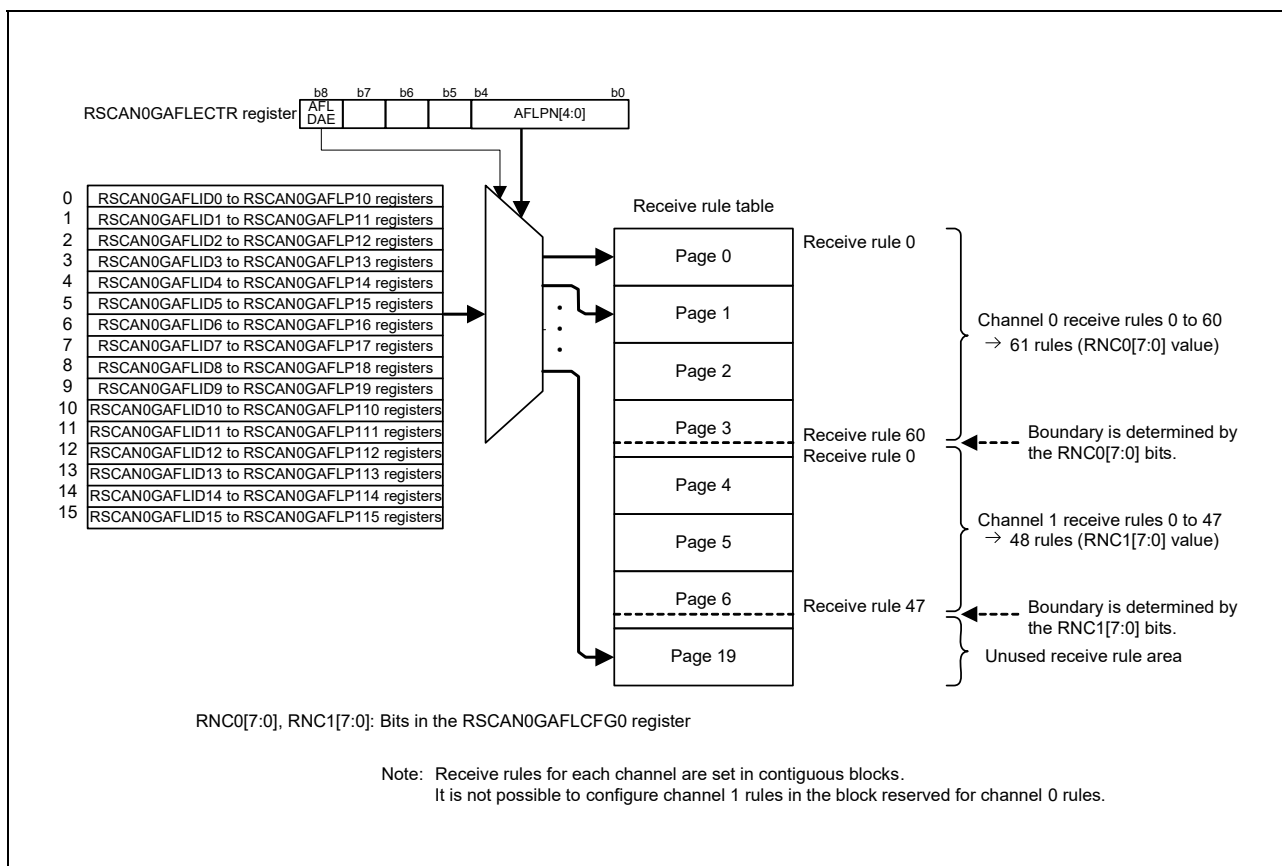 b8 b7 b6 b5 b4 b0
RSCAN0GAFLECTR register
AFL
DAE
AFLPN[4:0]
0 RSCAN0GAFLID0 to RSCAN0GAFLP10 registers
1 RSCAN0GAFLID1 to RSCAN0GAFLP11 registers
2 RSCAN0GAFLID2 to RSCAN0GAFLP12 registers
3 RSCAN0GAFLID3 to RSCAN0GAFLP13 registers
4 RSCAN0GAFLID4 to RSCAN0GAFLP14 registers
5 RSCAN0GAFLID5 to RSCAN0GAFLP15 registers
6 RSCAN0GAFLID6 to RSCAN0GAFLP16 registers
7 RSCAN0GAFLID7 to RSCAN0GAFLP17 registers
8 RSCAN0GAFLID8 to RSCAN0GAFLP18 registers
9 RSCAN0GAFLID9 to RSCAN0GAFLP19 registers
10 RSCAN0GAFLID10 to RSCAN0GAFLP110 registers
11 RSCAN0GAFLID11 to RSCAN0GAFLP111 registers
12 RSCAN0GAFLID12 to RSCAN0GAFLP112 registers
13 RSCAN0GAFLID13 to RSCAN0GAFLP113 registers
14 RSCAN0GAFLID14 to RSCAN0GAFLP114 registers
15 RSCAN0GAFLID15 to RSCAN0GAFLP115 registers
Receive rule table
Page 0
Page 1
Page 2
Page 3
Page 4
Page 5
Page 6
Page 19
Receive rule 0
Receive rule 60
Receive rule 0
Receive rule 47
Channel 0 receive rules 0 to 60
→ 61 rules (RNC0[7:0] value)
Boundary is determined by
the RNC0[7:0] bits.
Channel 1 receive rules 0 to 47
→ 48 rules (RNC1[7:0] value)
Boundary is determined by
the RNC1[7:0] bits.
Unused receive rule area
RNC0[7:0], RNC1[7:0]: Bits in the RSCAN0GAFLCFG0 register
Note: Receive rules for each channel are set in contiguous blocks.
It is not possible to configure channel 1 rules in the block reserved for channel 0 rules.